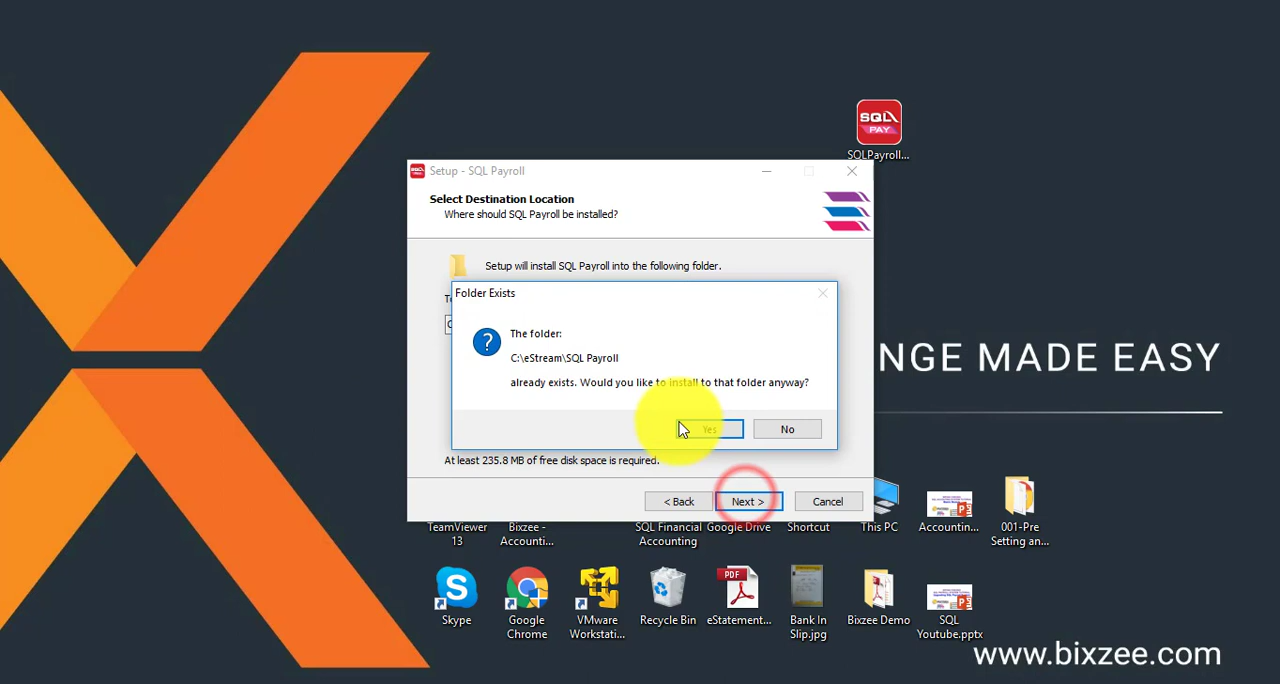 SQL
PAY
SQLPayroll...
Setup - SQL Payroll
Select Destination Location
Where should SQL Payroll be installed?
Setup will install SQL Payroll into the following folder.
Folder Exists
?
The folder:
C:\eStream\SQL Payroll
already exists. Would you like to install to that folder anyway?
Yes
No
NGE MADE EASY
At least 235.8 MB of free disk space is required.
< Back
Next >
Cancel
TeamViewer
13
Bixzee -
Accounti...
SQL Financial
Accounting
Google Drive
Shortcut
This PC
Accountin...
001-Pre
Setting an...
Skype
Google
Chrome
VMware
Workstati...
Recycle Bin
PDF
eStatement...
Bank In
Slip.jpg
Bixzee Demo
SQL
Youtube.pptx
www.bixzee.com